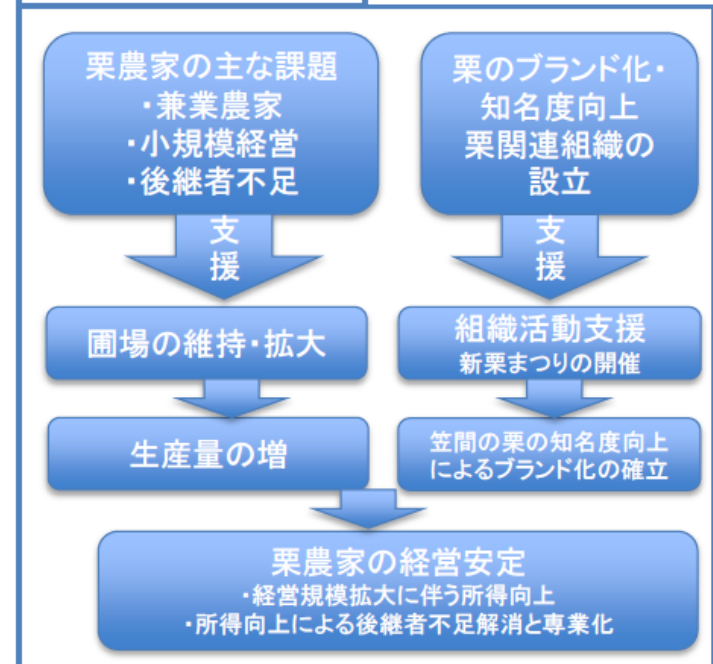 栗農家の主な課題
・兼業農家
・小規模経営
・後継者不足
支
援
圃場の維持・拡大
生産量の増
栗のブランド化・
知名度向上
栗関連組織の
設立
支
援
組織活動支援
新栗まつりの開催
笠間の栗の知名度向上
によるブランド化の確立
栗農家の経営安定
・経営規模拡大に伴う所得向上
・所得向上による後継者不足解消と専業化